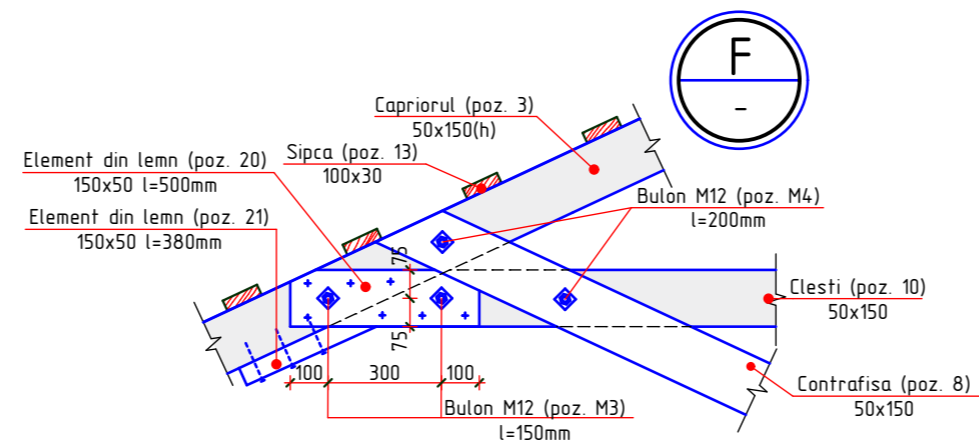 F
-
Capriorul (poz. 3)
50x150(h)
Element din lemn (poz. 20)
150x50 l=500mm
Sipca (poz. 13)
100x30
Element din lemn (poz. 21)
150x50 l=380mm
Bulon M12 (poz. M4)
l=200mm
75
75
Clesti (poz. 10)
50x150
100
300
100
Contrafisa (poz. 8)
50x150
Bulon M12 (poz. M3)
l=150mm